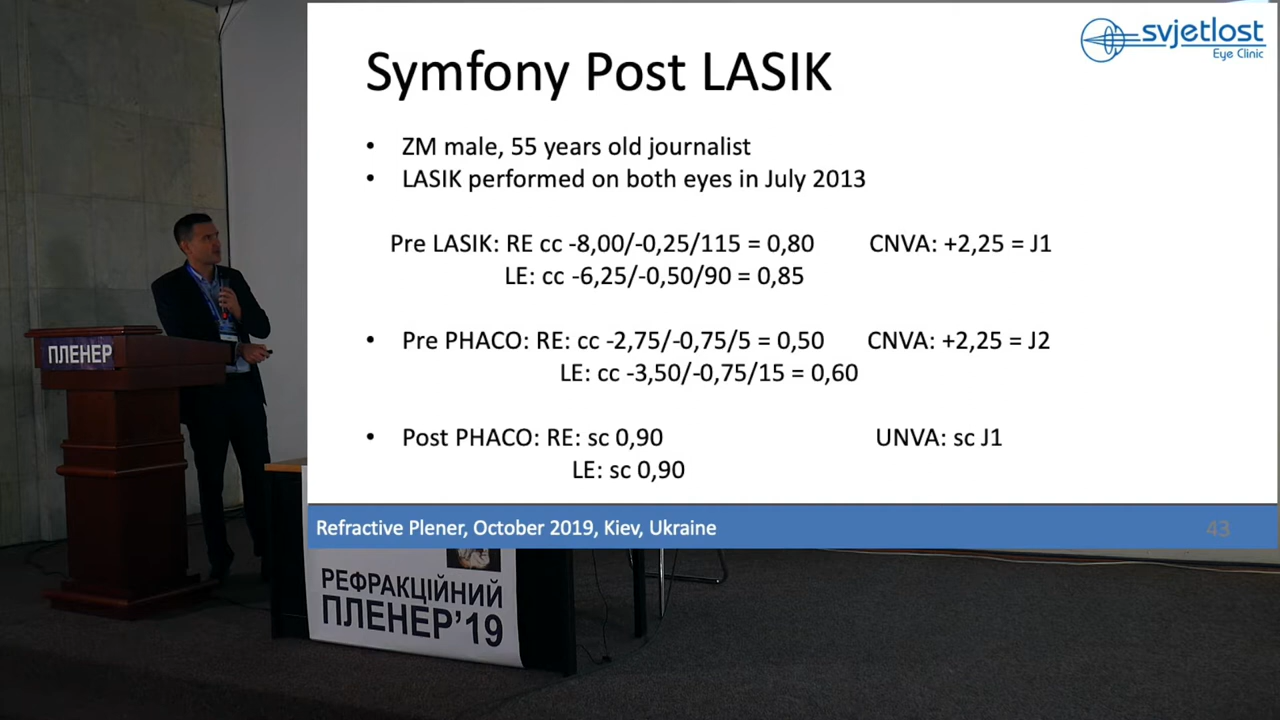 svjetlost
Eye Clinic
Symfony Post LASIK
• ZM male, 55 years old journalist
• LASIK performed on both eyes in July 2013
Pre LASIK: RE cc -8,00/-0,25/115 = 0,80 CNVA: +2,25 = J1
LE: cc -6,25/-0,50/90 = 0,85
• Pre PHACO: RE: cc -2,75/-0,75/5 = 0,50 CNVA: +2,25 = J2
LE: cc -3,50/-0,75/15 = 0,60
• Post PHACO: RE: sc 0,90 UNVA: sc J1
LE: sc 0,90
Refractive Plener, October 2019, Kiev, Ukraine 43
ПЛЕНЕР
РЕФРАКЦІЙНИЙ
ПЛЕНЕР’19